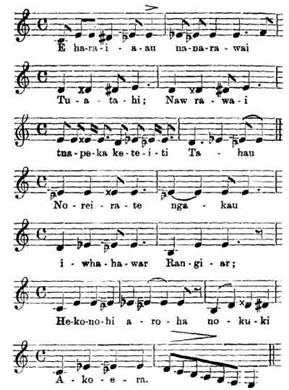 E ha-ra-i-a-au na-na-ra-wai
Tu-a-ta-hi; Naw ra-wa-i
tna-pe-ka ke-te-i-ti Ta-hau
No-rei-ra-te nga-kau
i-wha-ha-war Ran-gi-ar;
He-ko-no-hi a-ro-ha no-ku-ki
A-ko-e-ra.